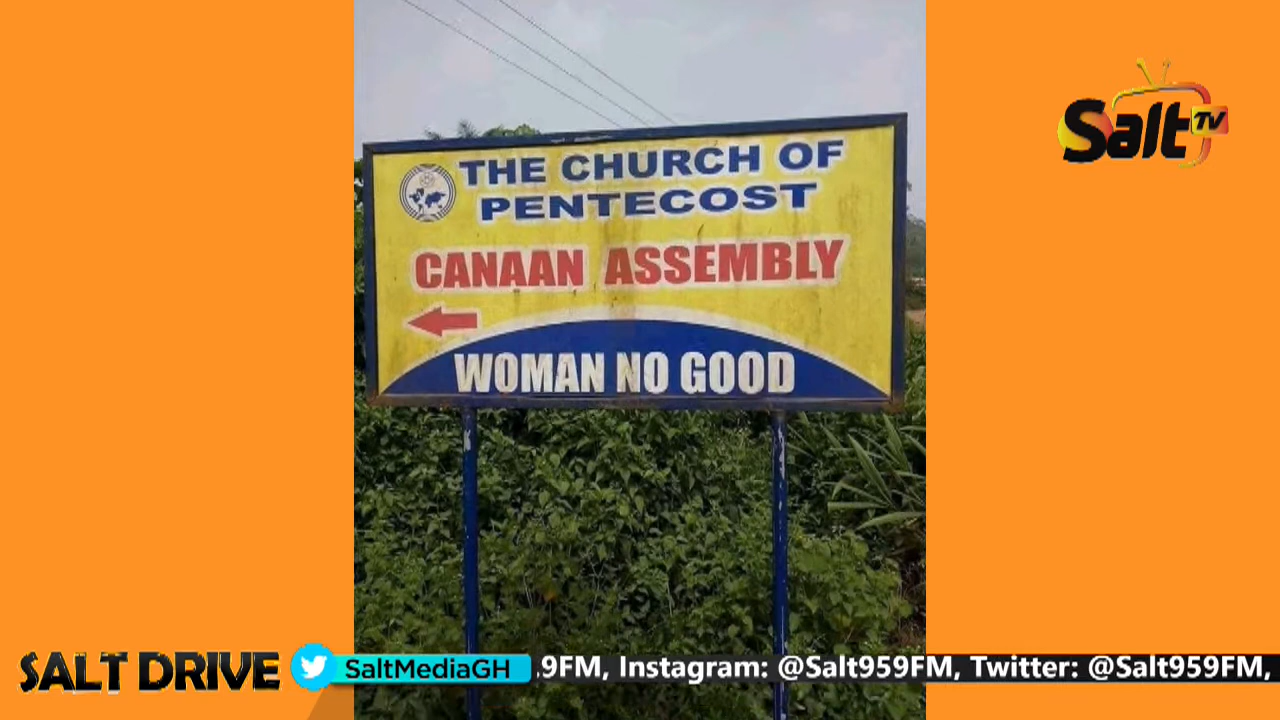 THE CHURCH OF
PENTECOST
CANAAN ASSEMBLY
WOMAN NO GOOD
Salt TV
SALT DRIVE
SaltMediaGH
.9FM, Instagram: @Salt959FM, Twitter: @Salt959FM,